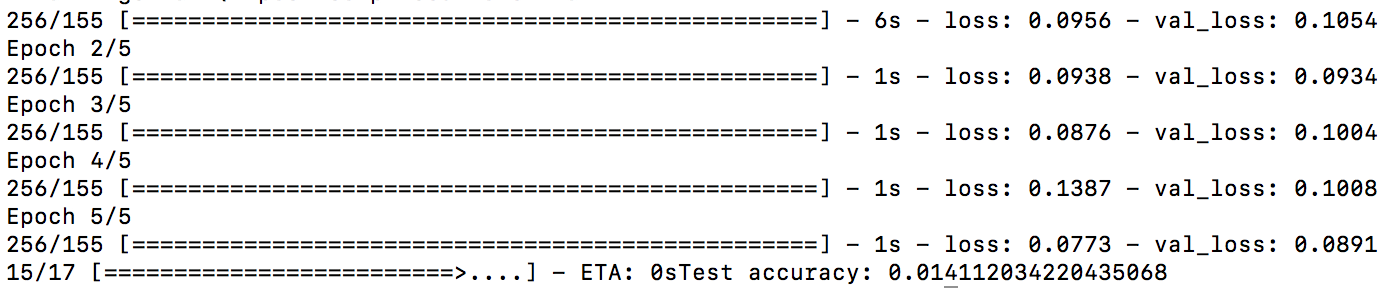 256/155 [=================================================] - 6s - loss: 0.0956 - val_loss: 0.1054
Epoch 2/5
256/155 [=================================================] - 1s - loss: 0.0938 - val_loss: 0.0934
Epoch 3/5
256/155 [=================================================] - 1s - loss: 0.0876 - val_loss: 0.1004
Epoch 4/5
256/155 [=================================================] - 1s - loss: 0.1387 - val_loss: 0.1008
Epoch 5/5
256/155 [=================================================] - 1s - loss: 0.0773 - val_loss: 0.0891
15/17 [=========================>....] - ETA: 0sTest accuracy: 0.014112034220435068